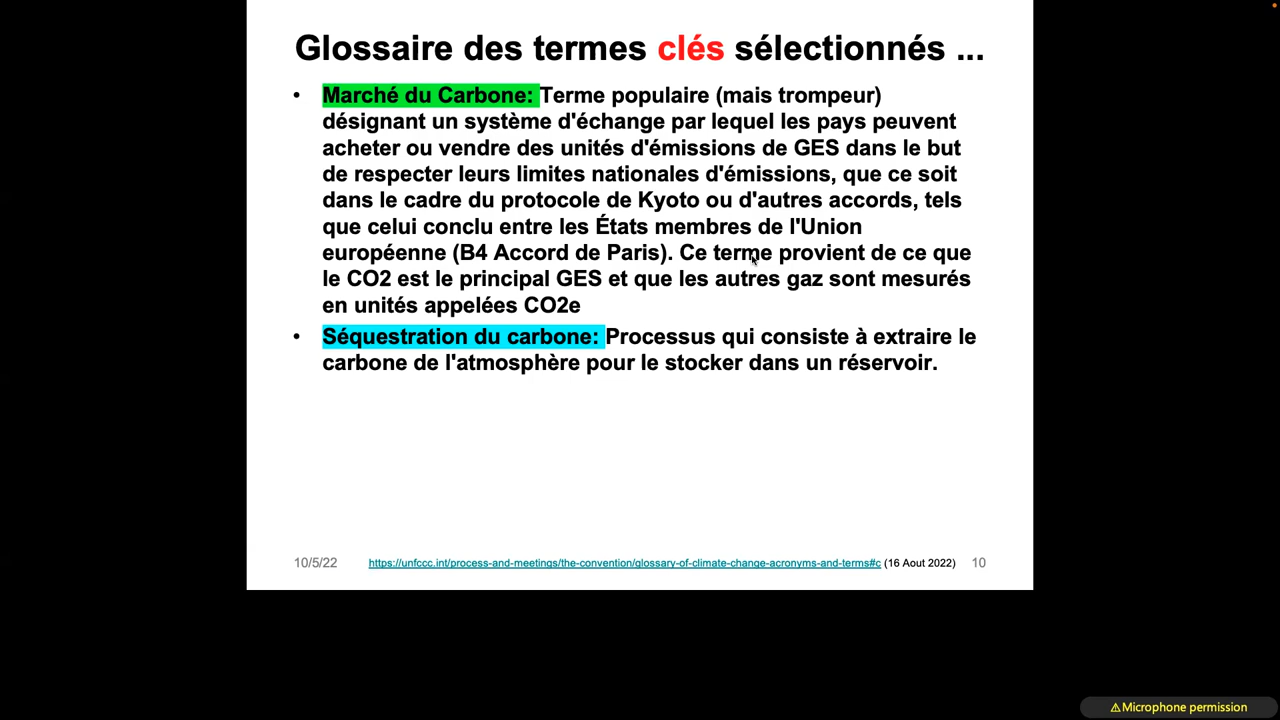 Glossaire des termes clés sélectionnés ...
• Marché du Carbone: Terme populaire (mais trompeur)
désignant un système d'échange par lequel les pays peuvent
acheter ou vendre des unités d'émissions de GES dans le but
de respecter leurs limites nationales d'émissions, que ce soit
dans le cadre du protocole de Kyoto ou d'autres accords, tels
que celui conclu entre les États membres de l'Union
européenne (B4 Accord de Paris). Ce terme provient de ce que
le CO2 est le principal GES et que les autres gaz sont mesurés
en unités appelées CO2e
• Séquestration du carbone: Processus qui consiste à extraire le
carbone de l'atmosphère pour le stocker dans un réservoir.
10/5/22 https://unfccc.int/process-and-meetings/the-convention/glossary-of-climate-change-acronyms-and-terms#c (16 Aout 2022) 10
⚠Microphone permission